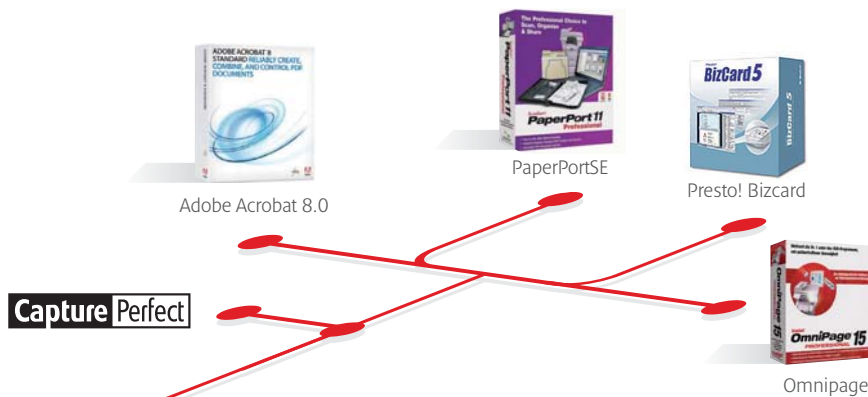 ADOBE ACROBAT 8
STANDARD RELIABLY CREATE,
COMBINE, AND CONTROL PDF
DOCUMENTS
Adobe Acrobat 8.0
The Professional Choice to
Scan, Organize
& Share
PaperPort 11
Professional
PaperPortSE
BizCard 5
BizCard 5
Presto! Bizcard
Capture Perfect
OmniPage 15
PROFESSIONAL
OmniPage 15
Omnipage